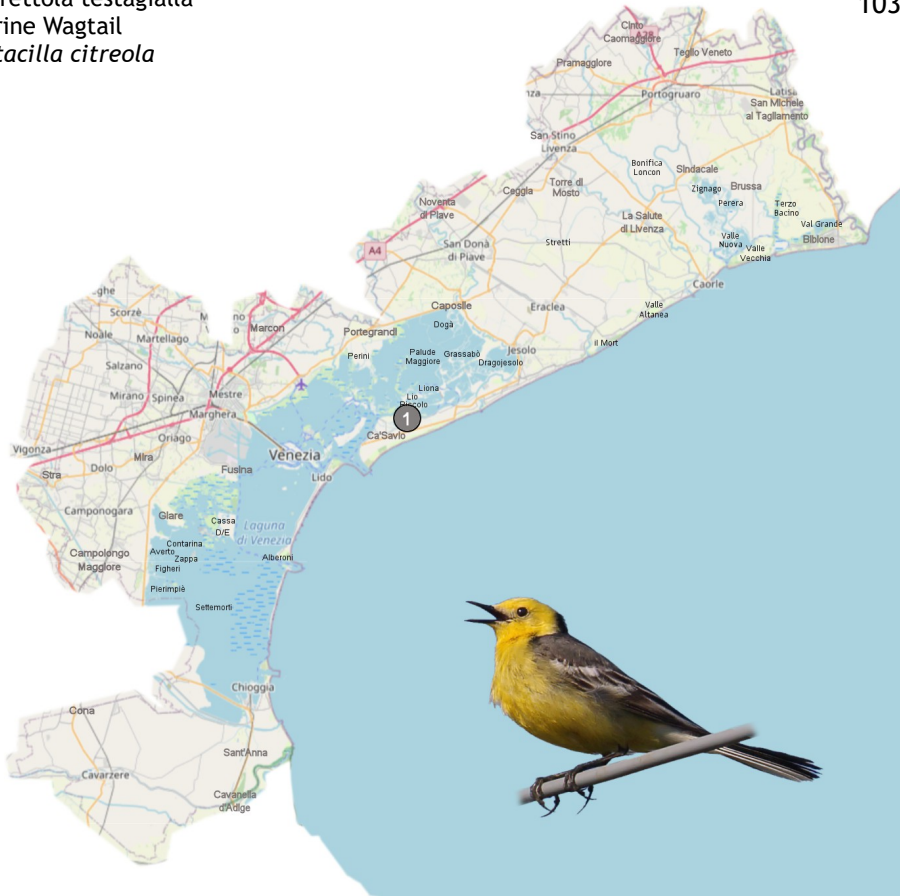 rettola testagialla
rine Wagtail
tacilla citreola
103
Cinto
Caomaggiore
A28
Teglio Veneto
Pramaggiore
Portogruaro
nza
Latisa
San Michele
al Tagliamento
San Stino
Livenza
Bonifica
Loncon
Sindacale
Zignago
Brussa
Perera
Terzo
Bacino
Val Grande
Bibione
Ceggia
Torre di
Mosto
Noventa
di Piave
La Salute
di Livenza
Valle
Nuova
Valle
Vecchia
A4
San Donà
di Piave
Stretti
Caorle
ghe
Scorzè
M
no
o
Marcon
Noale
Martellago
Caposile
Portegrandi
Dogà
Eraclea
Valle
Altanea
il Mort
Perini
Palude
Maggiore
Grassabò
Jesolo
Dragojesolo
Salzano
Liona
Lio
Piccolo
Mirano
Spinea
Mestre
Marghera
1
Ca'Savio
Oriago
Vigonza
Mira
Venezia
Stra
Dolo
Fusina
Lido
Camponogara
Giare
Cassa
D/E
Laguna
di Venezia
Contarina
Averto
Zappa
Alberoni
Campolongo
Maggiore
Figheri
Pierimpiè
Settemorti
Chioggia
Cona
Sant'Anna
Cavarzere
Cavanella
d'Adige